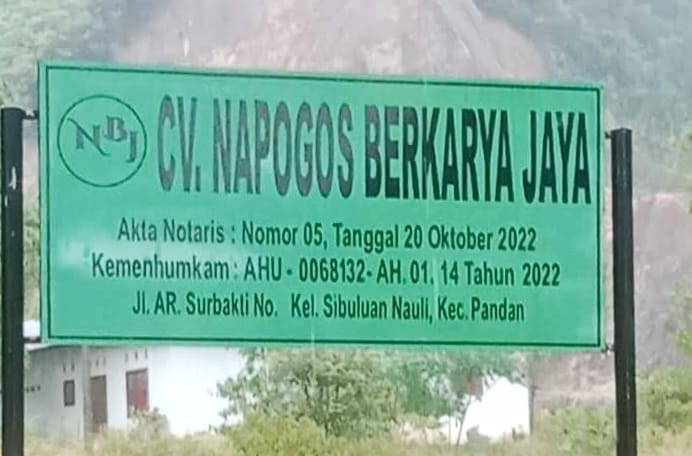 NBJ
CV. NAPOGOS BERKARYA JAYA
Akta Notaris : Nomor 05, Tanggal 20 Oktober 2022
Kemenhumkam : AHU - 0068132- AH. 01. 14 Tahun 2022
Jl. AR. Surbakti No. Kel. Sibuluan Nauli, Kec. Pandan